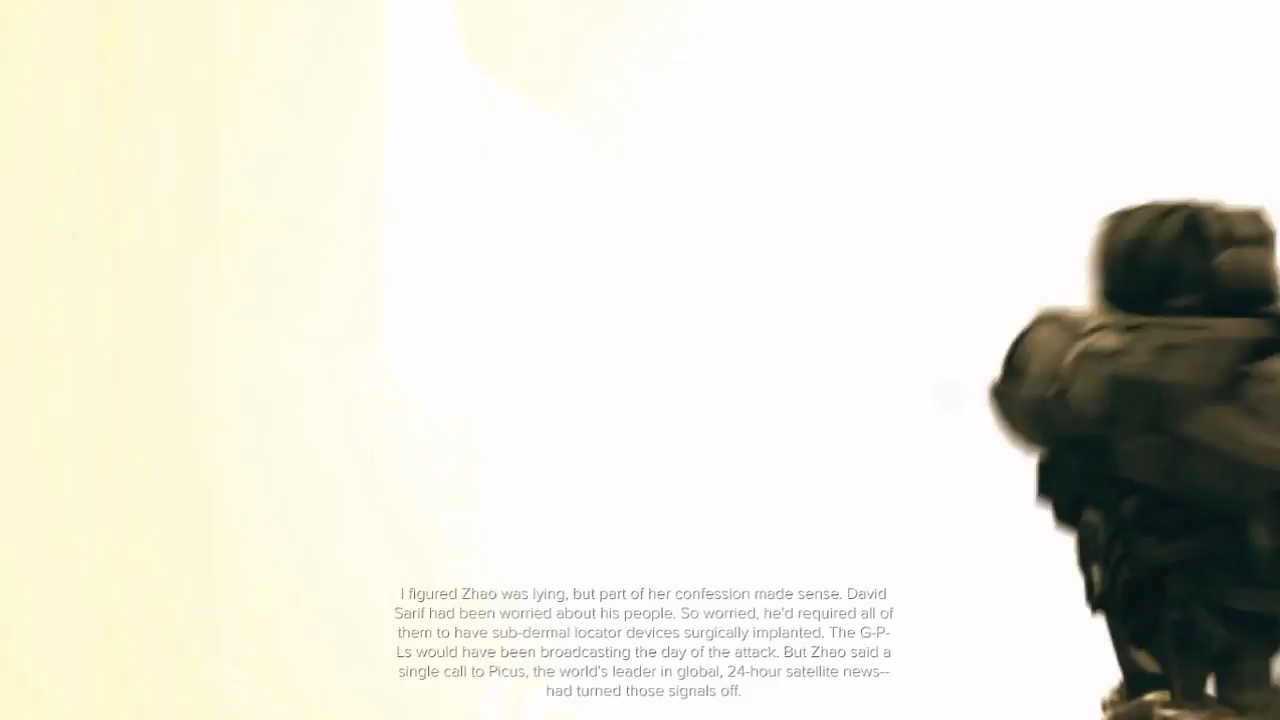 I figured Zhao was lying, but part of her confession made sense. David
Sarif had been worried about his people. So worried, he'd required all of
them to have sub-dermal locator devices surgically implanted. The G-P-
Ls would have been broadcasting the day of the attack. But Zhao said a
single call to Picus, the world's leader in global, 24-hour satellite news--
had turned those signals off.